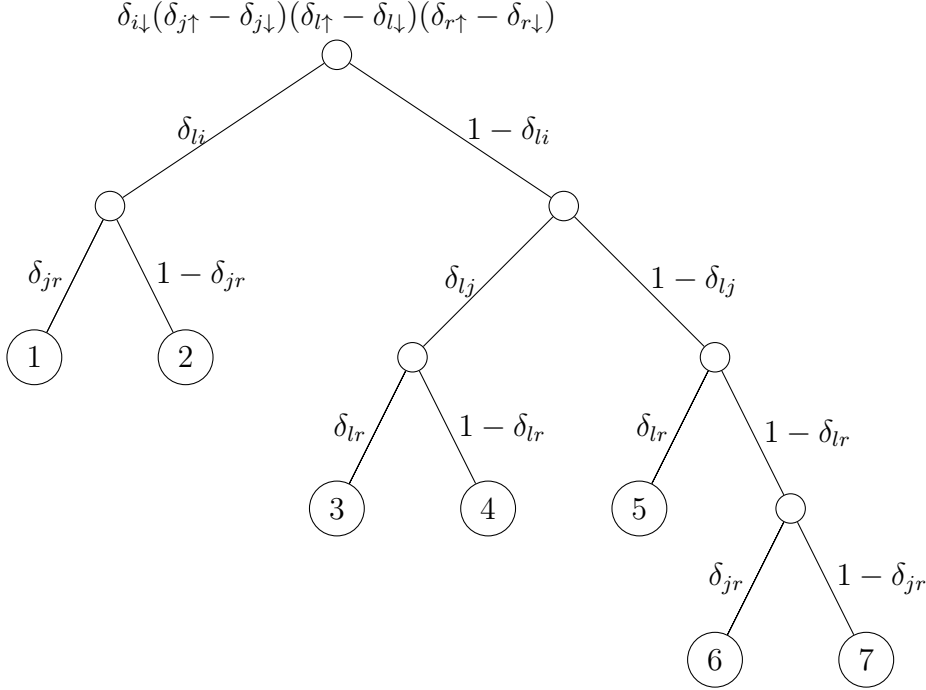 δ_{i↓}(δ_{j↑} − δ_{j↓})(δ_{l↑} − δ_{l↓})(δ_{r↑} − δ_{r↓})
δ_{li}
1 − δ_{li}
δ_{jr}
1 − δ_{jr}
δ_{lj}
1 − δ_{lj}
1
2
δ_{lr}
1 − δ_{lr}
δ_{lr}
1 − δ_{lr}
3
4
5
δ_{jr}
1 − δ_{jr}
6
7